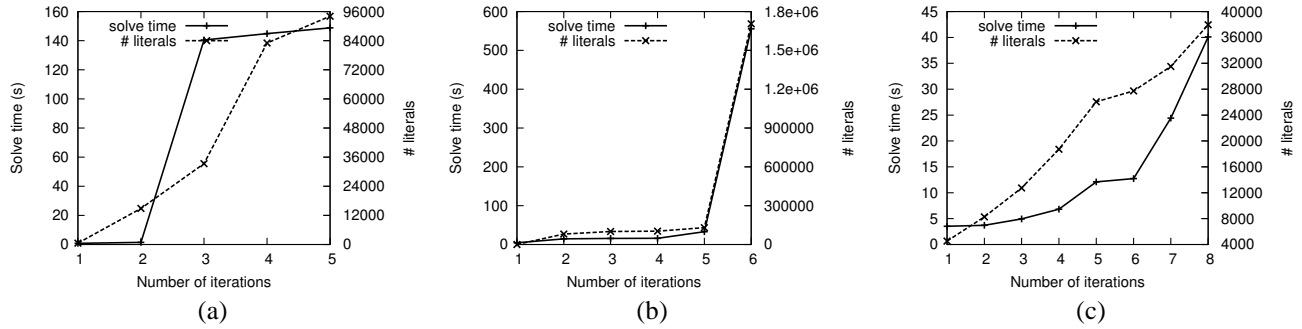 160
140
120
100
80
60
40
20
0
Solve time (s)
solve time
# literals
96000
84000
72000
60000
48000
36000
24000
12000
0
# literals
1 2 3 4 5
Number of iterations
(a)
600
500
400
300
200
100
0
Solve time (s)
solve time
# literals
1.8e+06
1.5e+06
1.2e+06
900000
600000
300000
0
# literals
1 2 3 4 5 6
Number of iterations
(b)
45
40
35
30
25
20
15
10
5
0
Solve time (s)
solve time
# literals
40000
36000
32000
28000
24000
20000
16000
12000
8000
4000
# literals
1 2 3 4 5 6 7 8
Number of iterations
(c)